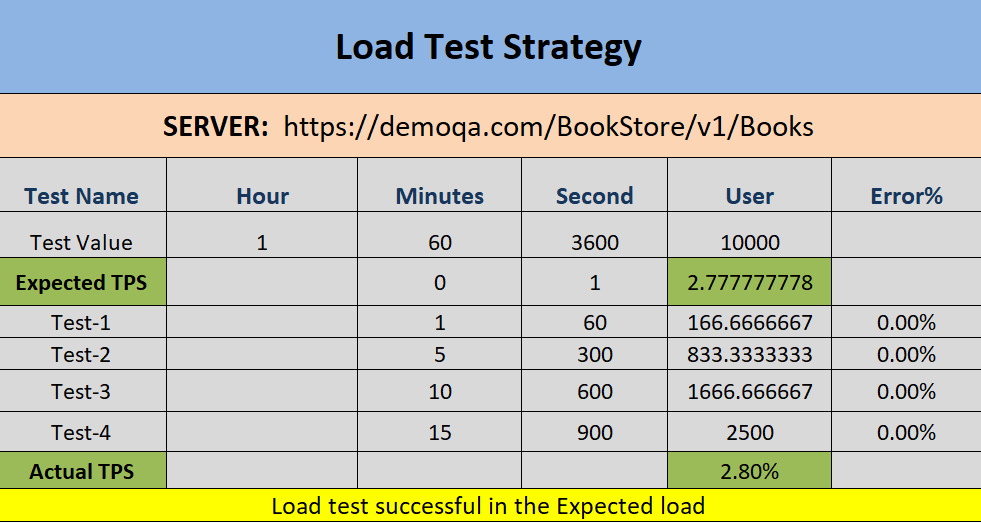 Load Test Strategy
SERVER: https://demoqa.com/BookStore/v1/Books
Test Name Hour Minutes Second User Error%
Test Value 1 60 3600 10000
Expected TPS 0 1 2.777777778
Test-1 1 60 166.6666667 0.00%
Test-2 5 300 833.3333333 0.00%
Test-3 10 600 1666.666667 0.00%
Test-4 15 900 2500 0.00%
Actual TPS 2.80%
Load test successful in the Expected load